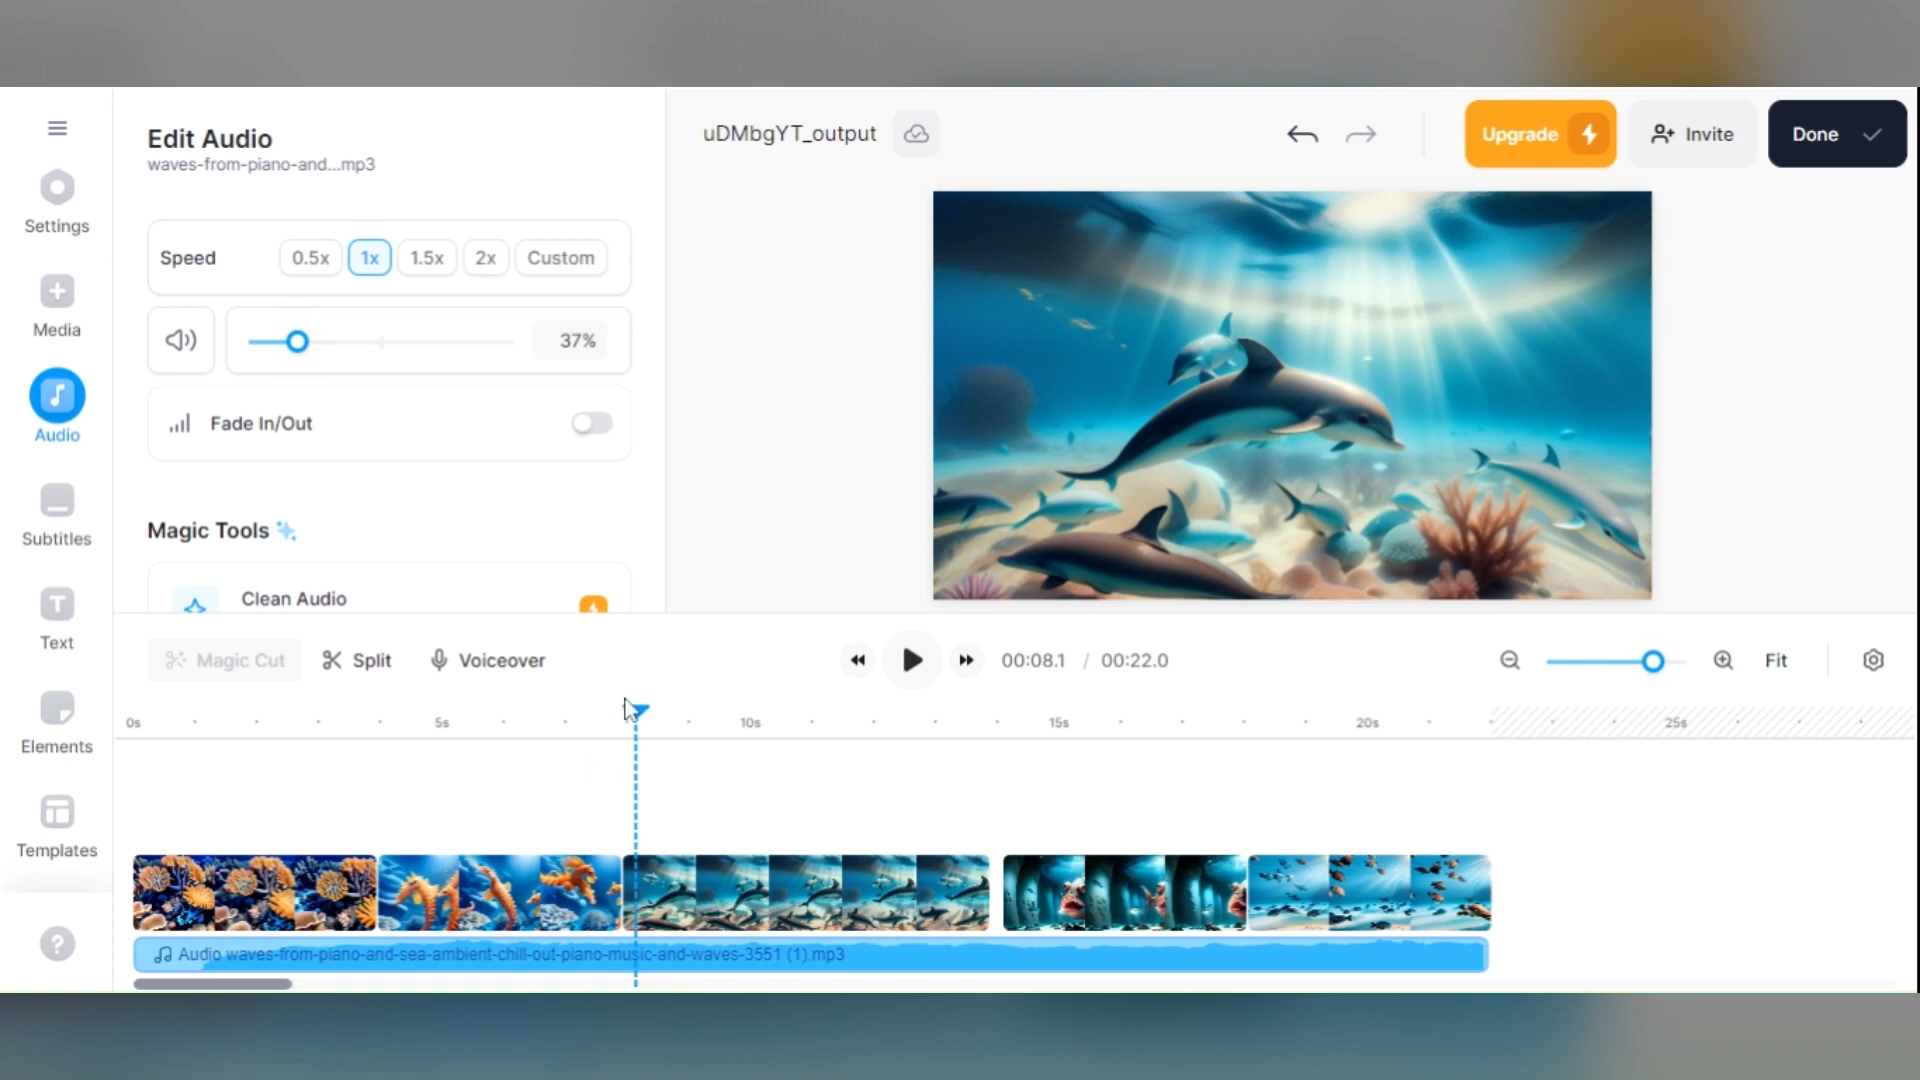 Edit Audio
waves-from-piano-and...mp3
uDMbgYT_output
Upgrade
Invite
Done
Settings
Media
Audio
Subtitles
Text
Elements
Templates
?
Speed
0.5x
1x
1.5x
2x
Custom
37%
Fade In/Out
Magic Tools
Clean Audio
Magic Cut
Split
Voiceover
00:08.1 / 00:22.0
Fit
0s
5s
10s
15s
20s
25s
Audio waves-from-piano-and-sea-ambient-chill-out-piano-music-and-waves-3551 (1).mp3